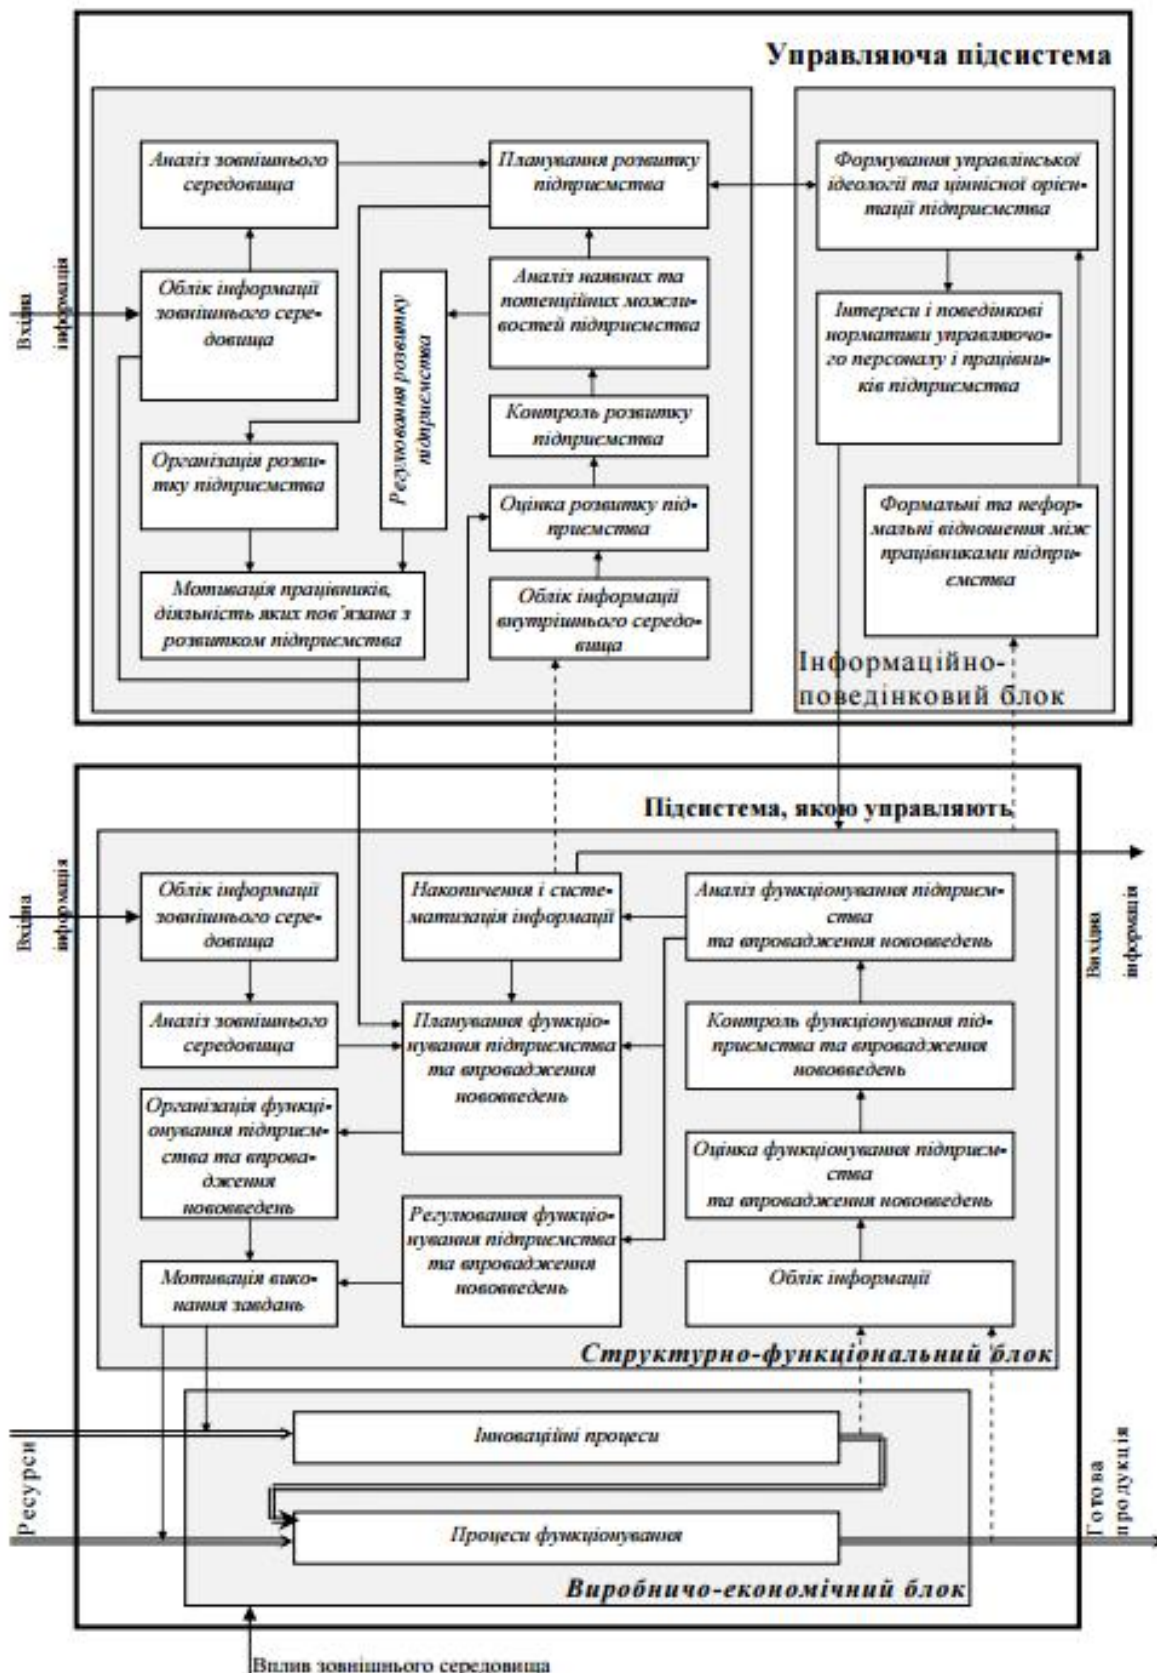 Управляюча підсистема
Аналіз зовнішнього
середовища
Планування розвитку
підприємства
Формування управлінської
ідеології та ціннісної орієн-
тації підприємства
Вхідна
інформація
Облік інформації
зовнішнього сере-
довища
Регулювання розвитку
підприємства
Аналіз наявних та
потенційних можли-
востей підприємства
Інтереси і поведінкові
нормативи управляючо-
го персоналу і працівни-
ків підприємства
Контроль розвитку
підприємства
Організація розви-
тку підприємства
Оцінка розвитку під-
приємства
Формальні та нефор-
мальні відношення між
працівниками підпри-
ємства
Мотивація працівників,
діяльність яких пов’язана з
розвитком підприємства
Облік інформації
внутрішнього середо-
вища
Інформаційно-
поведінковий блок
Підсистема, якою управляють
Вхідна
інформація
Облік інформації
зовнішнього сере-
довища
Накопичення і систе-
матизація інформації
Аналіз функціонування підприєм-
ства
та впровадження нововведень
Вихідна
інформація
Аналіз зовнішнього
середовища
Планування функціо-
нування підприємства
та впровадження
нововведень
Контроль функціонування під-
приємства та впровадження
нововведень
Організація функці-
онування підприєм-
ства та впрова-
дження
нововведень
Оцінка функціонування підприєм-
ства
та впровадження нововведень
Регулювання функціо-
нування підприємства
та впровадження
нововведень
Мотивація вико-
нання завдань
Облік інформації
Структурно-функціональний блок
Ресурси
Інноваційні процеси
Готова
продукція
Процеси функціонування
Виробничо-економічний блок
Вплив зовнішнього середовища